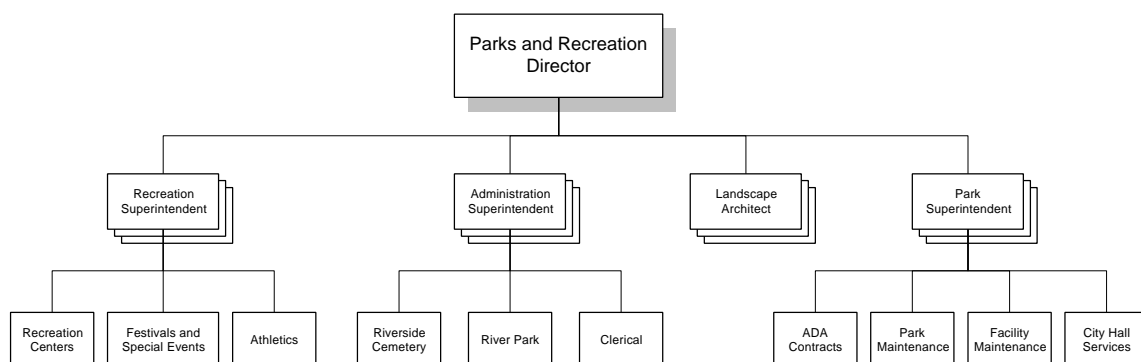 Parks and Recreation
Director
Recreation
Superintendent
Administration
Superintendent
Landscape
Architect
Park
Superintendent
Recreation
Centers
Festivals and
Special Events
Athletics
Riverside
Cemetery
River Park
Clerical
ADA
Contracts
Park
Maintenance
Facility
Maintenance
City Hall
Services